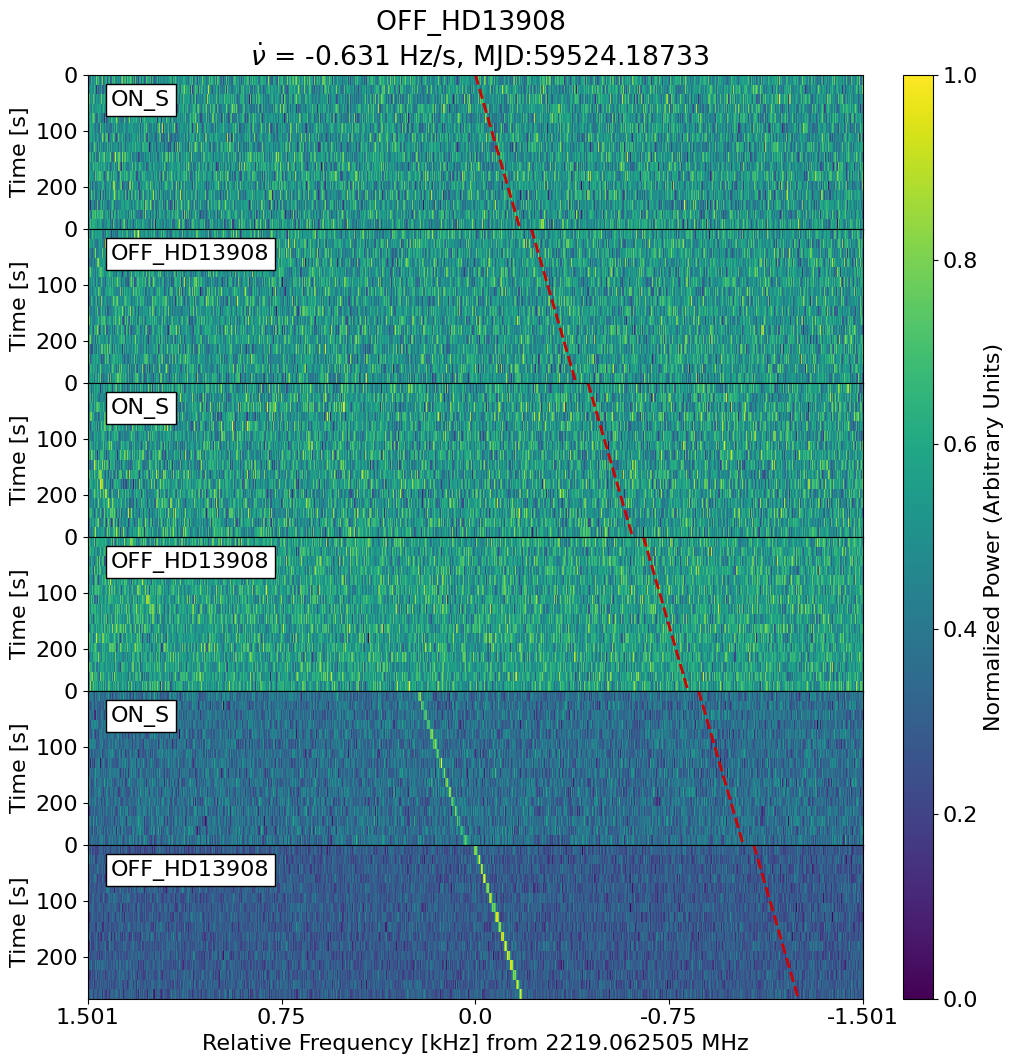 OFF_HD13908
ν̇ = -0.631 Hz/s, MJD:59524.18733
0
100
200
Time [s]
ON_S
0
100
200
Time [s]
OFF_HD13908
0
100
200
Time [s]
ON_S
0
100
200
Time [s]
OFF_HD13908
0
100
200
Time [s]
ON_S
0
100
200
Time [s]
OFF_HD13908
1.501 0.75 0.0 -0.75 -1.501
Relative Frequency [kHz] from 2219.062505 MHz
1.0
0.8
0.6
0.4
0.2
0.0
Normalized Power (Arbitrary Units)